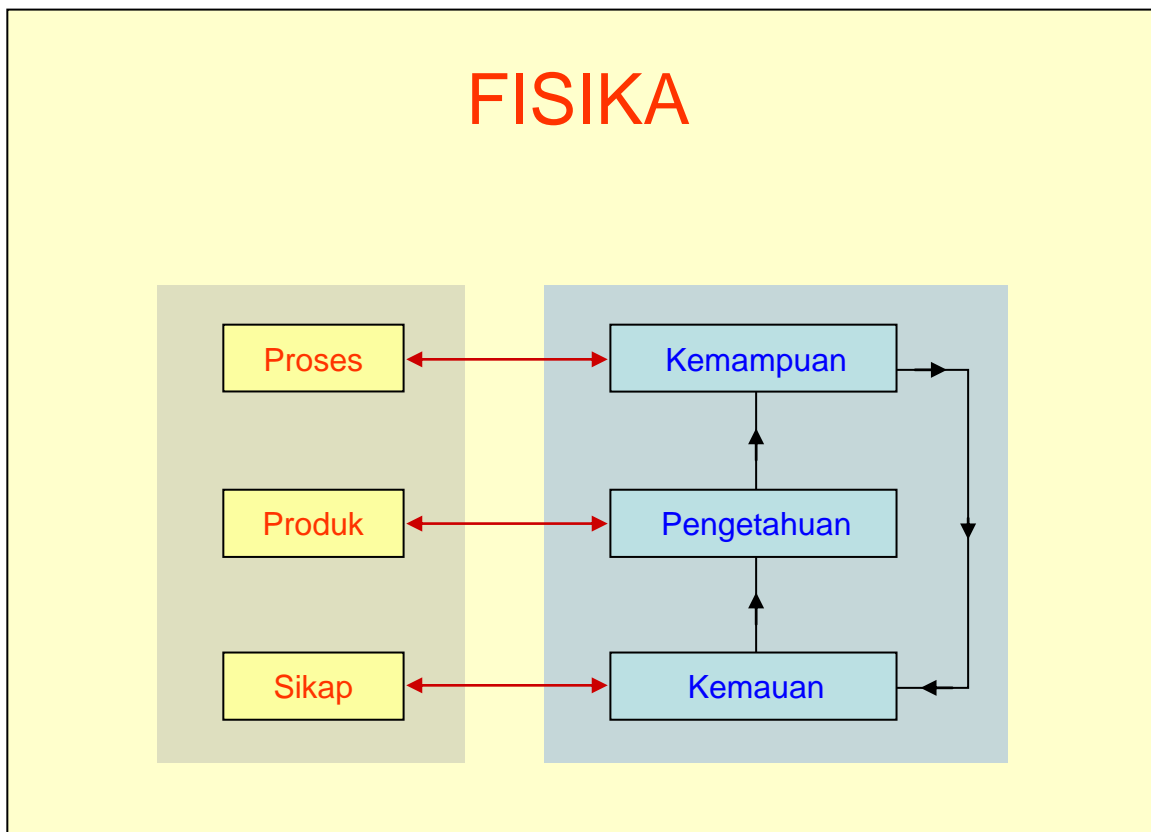 FISIKA
Proses
Kemampuan
Produk
Pengetahuan
Sikap
Kemauan